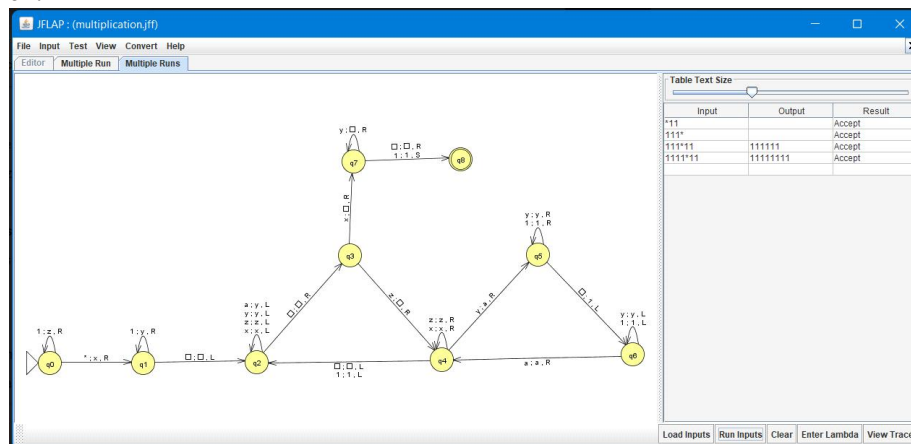 JFLAP : (multiplication.jff)
File Input Test View Convert Help
Editor Multiple Run Multiple Runs
Table Text Size
Input Output Result
*11 Accept
111* Accept
111*11 111111 Accept
1111*11 11111111 Accept
y ; □ , R
q7
□ ; □ , R
1 ; 1 , S
q8
x ; □ , R
q3
y ; y , R
1 ; 1 , R
q5
□ ; □ , R
z ; □ , R
y ; a , R
□ ; 1 , L
1 ; z , R
q0
* ; x , R
1 ; y , R
q1
□ ; □ , L
a ; y , L
y ; y , L
z ; z , L
x ; x , L
q2
z ; z , R
x ; x , R
q4
□ ; □ , L
1 ; 1 , L
y ; y , L
1 ; 1 , L
q6
a ; a , R
Load Inputs Run Inputs Clear Enter Lambda View Trace